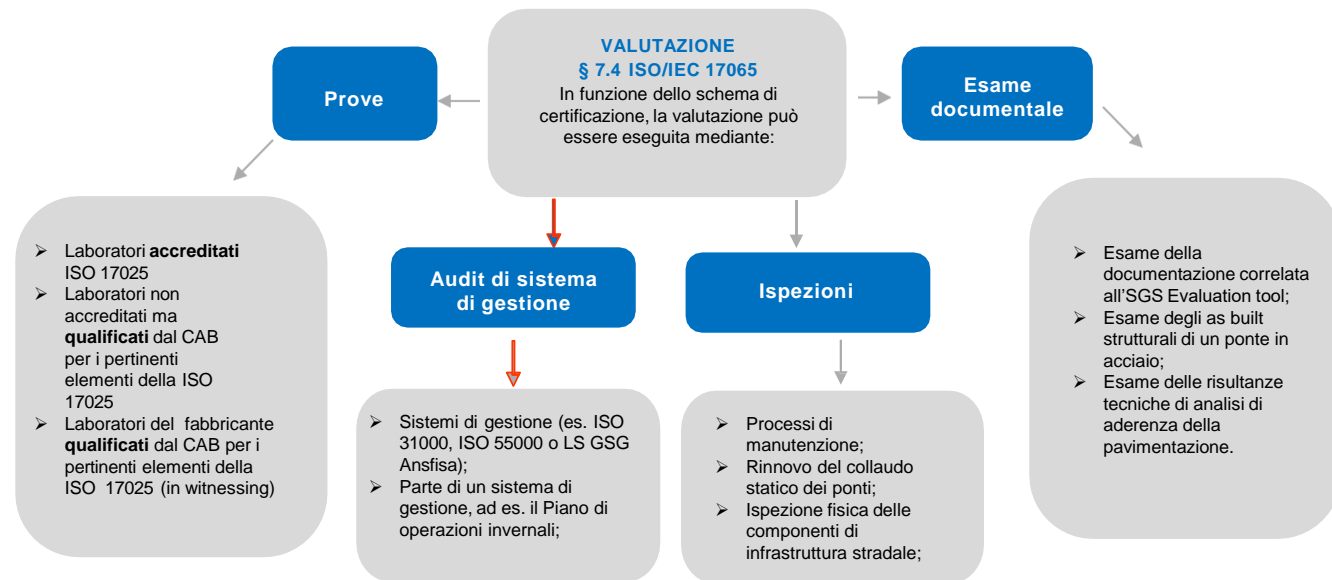 VALUTAZIONE
§ 7.4 ISO/IEC 17065
In funzione dello schema di
certificazione, la valutazione può
essere eseguita mediante:
Prove
Esame
documentale
Audit di sistema
di gestione
Ispezioni
➢ Laboratori accreditati
ISO 17025
➢ Laboratori non
accreditati ma
qualificati dal CAB
per i pertinenti
elementi della ISO
17025
➢ Laboratori del fabbricante
qualificati dal CAB per i
pertinenti elementi della
ISO 17025 (in witnessing)
➢ Sistemi di gestione (es. ISO
31000, ISO 55000 o LS GSG
Ansfisa);
➢ Parte di un sistema di
gestione, ad es. il Piano di
operazioni invernali;
➢ Processi di
manutenzione;
➢ Rinnovo del collaudo
statico dei ponti;
➢ Ispezione fisica delle
componenti di
infrastruttura stradale;
➢ Esame della
documentazione correlata
all'SGS Evaluation tool;
➢ Esame degli as built
strutturali di un ponte in
acciaio;
➢ Esame delle risultanze
tecniche di analisi di
aderenza della
pavimentazione.